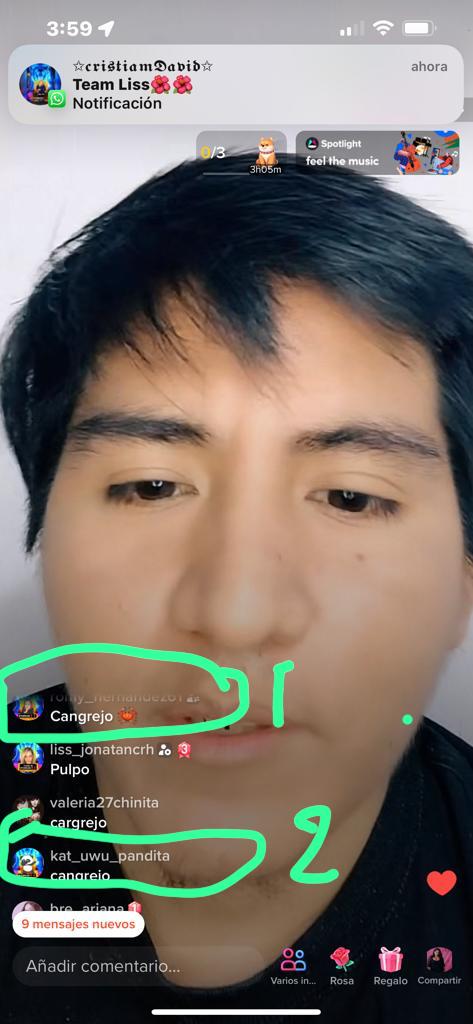 3:59
☆𝖈𝖗𝖎𝖘𝖙𝖎𝖆𝖒𝕯𝖆𝖛𝖎𝖉☆
ahora
Team Liss🌺🌺
Notificación
0/3
3h05m
Spotlight
feel the music
romy_hernandez61
Cangrejo 🦀
1
liss_jonatancrh 3
Pulpo
valeria27chinita
cargrejo
kat_uwu_pandita
cangrejo
2
bre_ariana 1
9 mensajes nuevos
Añadir comentario...
Varios in...
Rosa
Regalo
Compartir